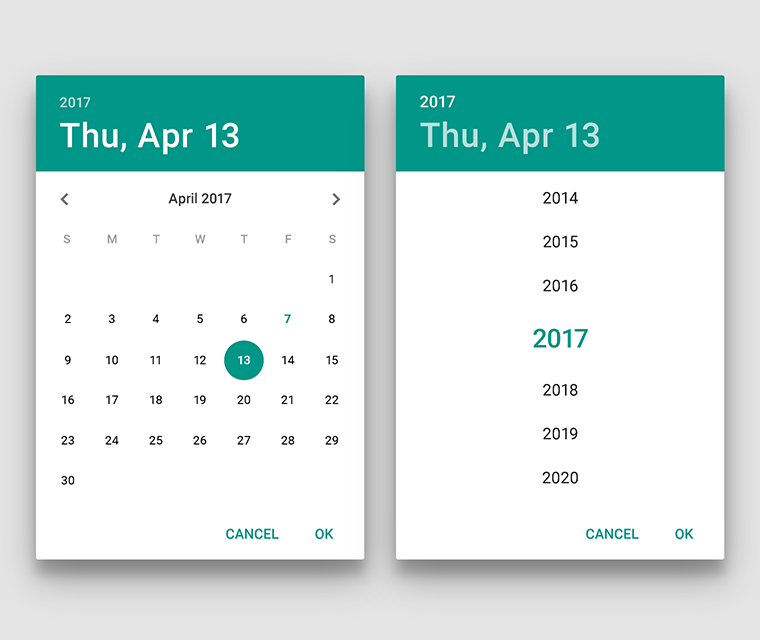 2017
Thu, Apr 13
April 2017
S M T W T F S
1
2 3 4 5 6 7 8
9 10 11 12 13 14 15
16 17 18 19 20 21 22
23 24 25 26 27 28 29
30
CANCEL OK
2017
Thu, Apr 13
2014
2015
2016
2017
2018
2019
2020
CANCEL OK